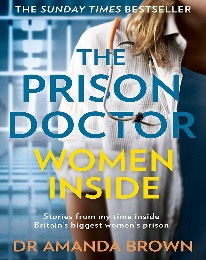 THE SUNDAY TIMES BESTSELLER
THE
PRISON
DOCTOR
WOMEN
INSIDE
Stories from my time inside
Britain's biggest women's prison
DR AMANDA BROWN